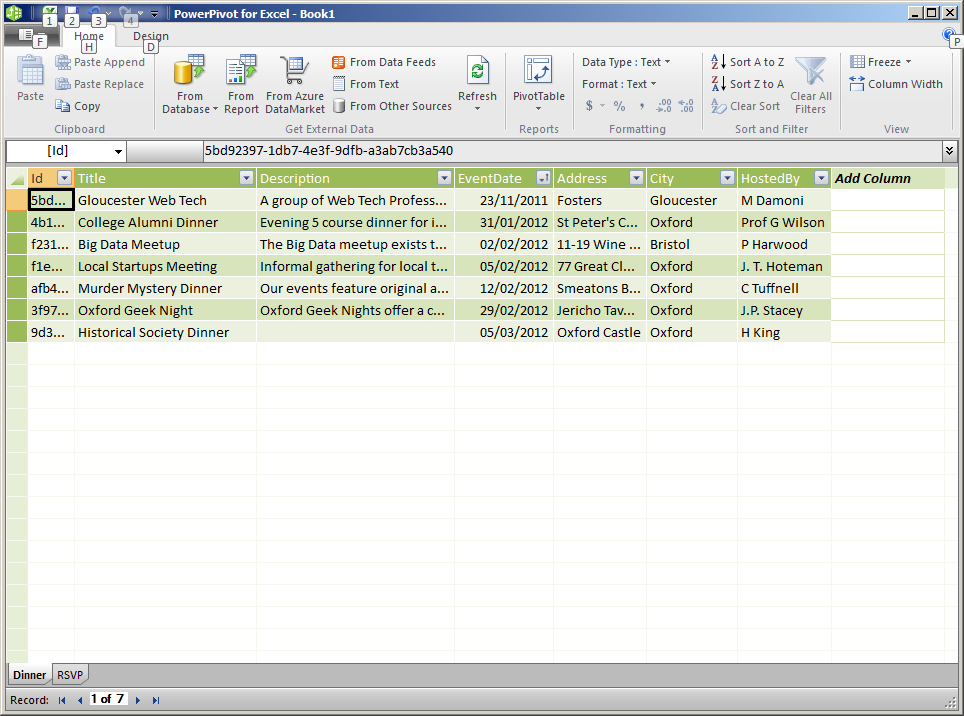 PowerPivot for Excel - Book1
1 2 3 4
F Home H Design D P
Paste Paste Append Paste Replace Copy
Clipboard
From Database From Report From Azure DataMarket From Data Feeds From Text From Other Sources Refresh
Get External Data
PivotTable
Reports
Data Type : Text
Format : Text
$ % , .00 .00
Formatting
Sort A to Z
Sort Z to A
Clear Sort
Clear All Filters
Sort and Filter
Freeze
Column Width
View
[Id] 5bd92397-1db7-4e3f-9dfb-a3ab7cb3a540
Id Title Description EventDate Address City HostedBy Add Column
5bd... Gloucester Web Tech A group of Web Tech Profess... 23/11/2011 Fosters Gloucester M Damoni
4b1... College Alumni Dinner Evening 5 course dinner for i... 31/01/2012 St Peter's C... Oxford Prof G Wilson
f231... Big Data Meetup The Big Data meetup exists t... 02/02/2012 11-19 Wine ... Bristol P Harwood
f1e... Local Startups Meeting Informal gathering for local t... 05/02/2012 77 Great Cl... Oxford J. T. Hoteman
afb4... Murder Mystery Dinner Our events feature original a... 12/02/2012 Smeatons B... Oxford C Tuffnell
3f97... Oxford Geek Night Oxford Geek Nights offer a c... 29/02/2012 Jericho Tav... Oxford J.P. Stacey
9d3... Historical Society Dinner 05/03/2012 Oxford Castle Oxford H King
Dinner RSVP
Record: 1 of 7